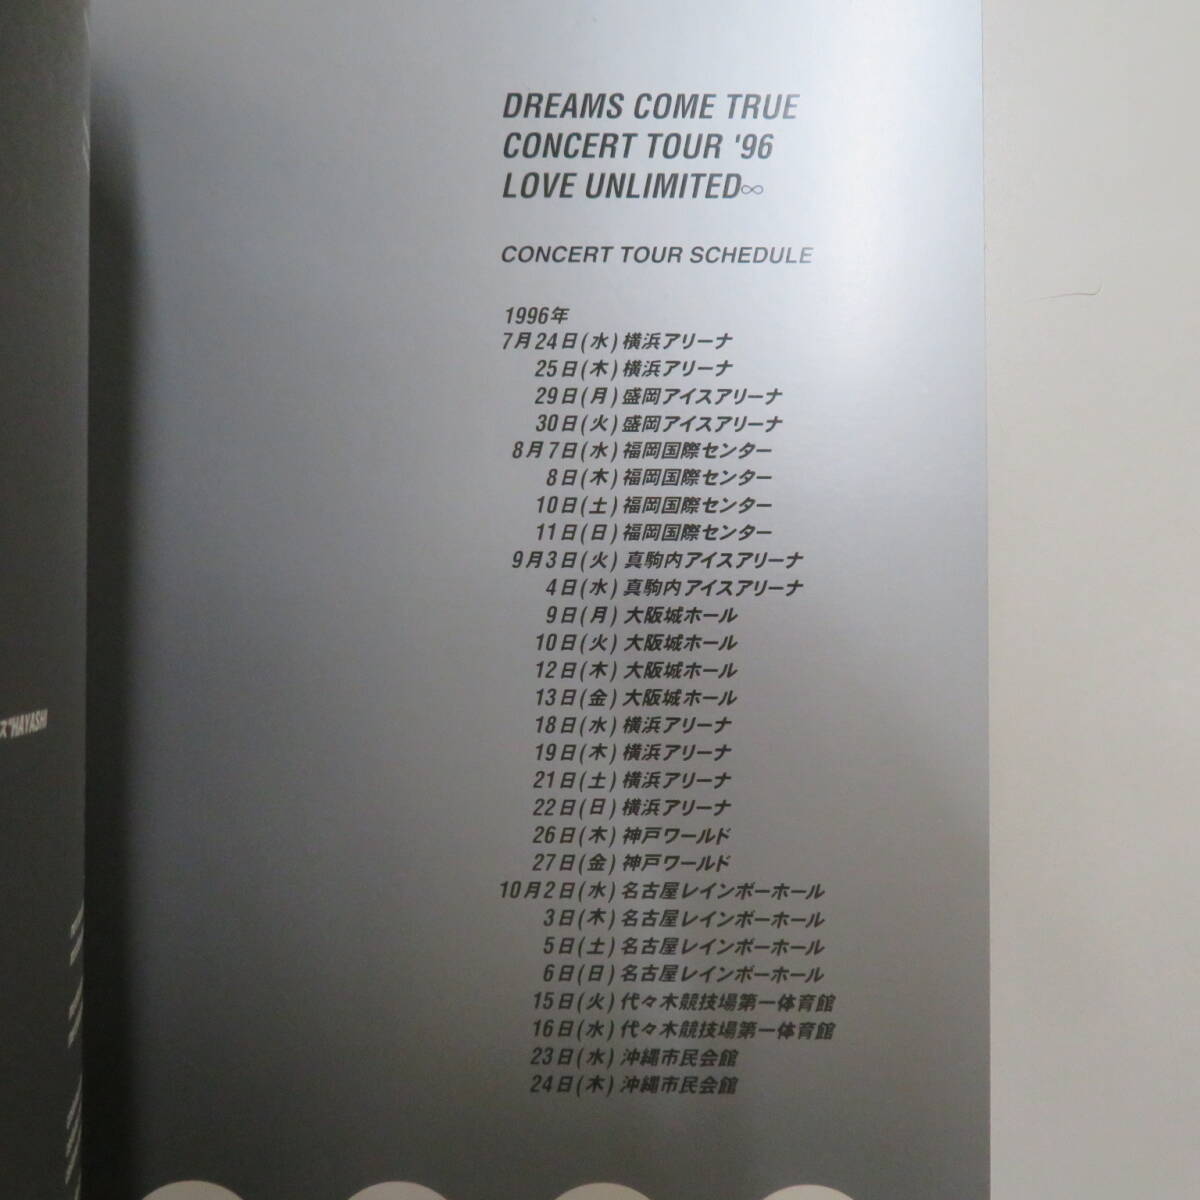 DREAMS COME TRUE
CONCERT TOUR '96
LOVE UNLIMITED∞
CONCERT TOUR SCHEDULE
1996年
7月24日(水)横浜アリーナ
25日(木)横浜アリーナ
29日(月)盛岡アイスアリーナ
30日(火)盛岡アイスアリーナ
8月7日(水)福岡国際センター
8日(木)福岡国際センター
10日(土)福岡国際センター
11日(日)福岡国際センター
9月3日(火)真駒内アイスアリーナ
4日(水)真駒内アイスアリーナ
9日(月)大阪城ホール
10日(火)大阪城ホール
12日(木)大阪城ホール
13日(金)大阪城ホール
18日(水)横浜アリーナ
19日(木)横浜アリーナ
21日(土)横浜アリーナ
22日(日)横浜アリーナ
26日(木)神戸ワールド
27日(金)神戸ワールド
10月2日(水)名古屋レインボーホール
3日(木)名古屋レインボーホール
5日(土)名古屋レインボーホール
6日(日)名古屋レインボーホール
15日(火)代々木競技場第一体育館
16日(水)代々木競技場第一体育館
23日(水)沖縄市民会館
24日(木)沖縄市民会館
ス"HAYASHI